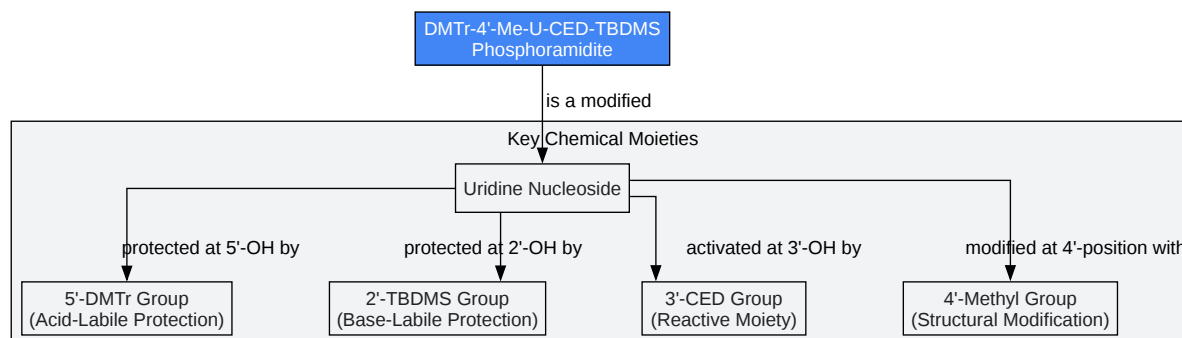 DMTr-4'-Me-U-CED-TBDMS
Phosphoramidite
is a modified
Key Chemical Moieties
Uridine Nucleoside
protected at 5'-OH by
protected at 2'-OH by
activated at 3'-OH by
modified at 4'-position with
5'-DMTr Group
(Acid-Labile Protection)
2'-TBDMS Group
(Base-Labile Protection)
3'-CED Group
(Reactive Moiety)
4'-Methyl Group
(Structural Modification)